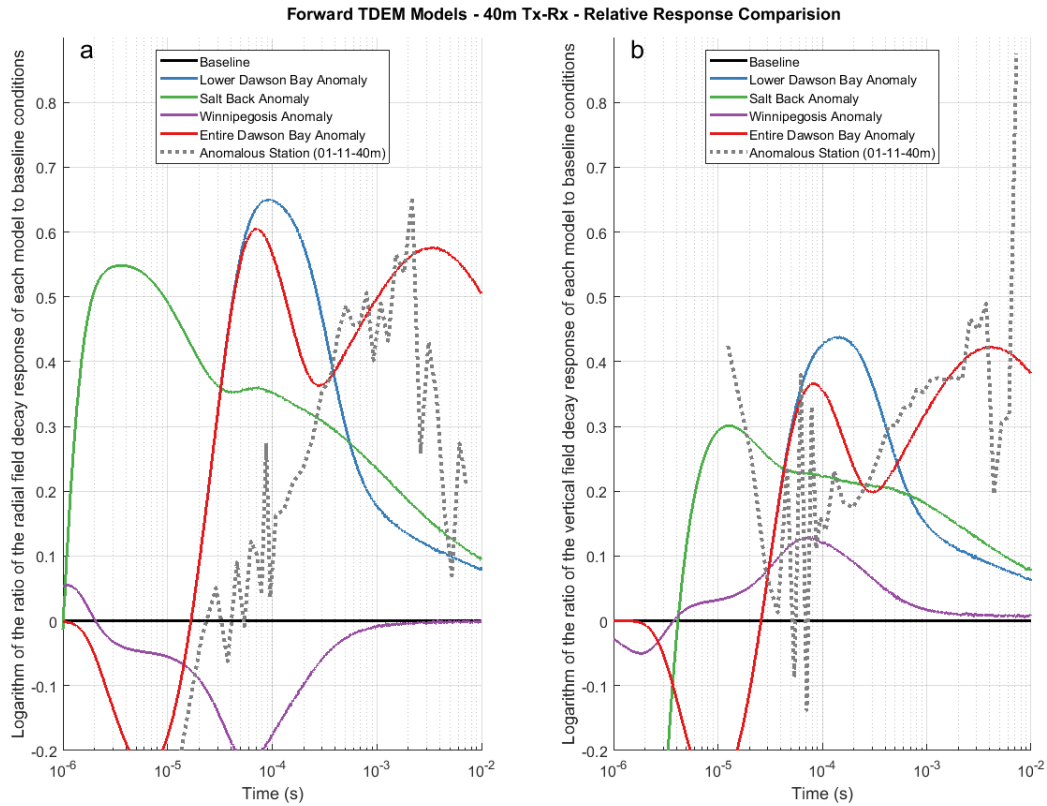 Forward TDEM Models - 40m Tx-Rx - Relative Response Comparision
a
Baseline
Lower Dawson Bay Anomaly
Salt Back Anomaly
Winnipegosis Anomaly
Entire Dawson Bay Anomaly
Anomalous Station (01-11-40m)
Logarithm of the ratio of the radial field decay response of each model to baseline conditions
0.8
0.7
0.6
0.5
0.4
0.3
0.2
0.1
0
-0.1
-0.2
10^-6
10^-5
10^-4
10^-3
10^-2
Time (s)
b
Baseline
Lower Dawson Bay Anomaly
Salt Back Anomaly
Winnipegosis Anomaly
Entire Dawson Bay Anomaly
Anomalous Station (01-11-40m)
Logarithm of the ratio of the vertical field decay response of each model to baseline conditions
0.8
0.7
0.6
0.5
0.4
0.3
0.2
0.1
0
-0.1
-0.2
10^-6
10^-5
10^-4
10^-3
10^-2
Time (s)